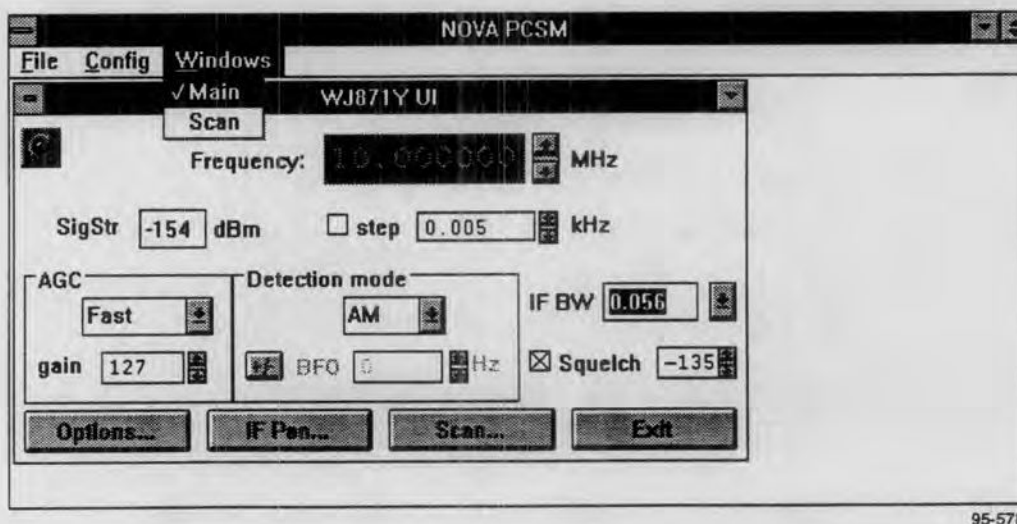 NOVA PCSM
File Config Windows
✓Main
Scan
WJ871Y UI
Frequency: 10.000000 MHz
SigStr -154 dBm
step 0.005 kHz
AGC
Fast
gain 127
Detection mode
AM
+/- BFO 0 Hz
IF BW 0.056
Squelch -135
Options... IF Pan... Scan... Exit
95-578